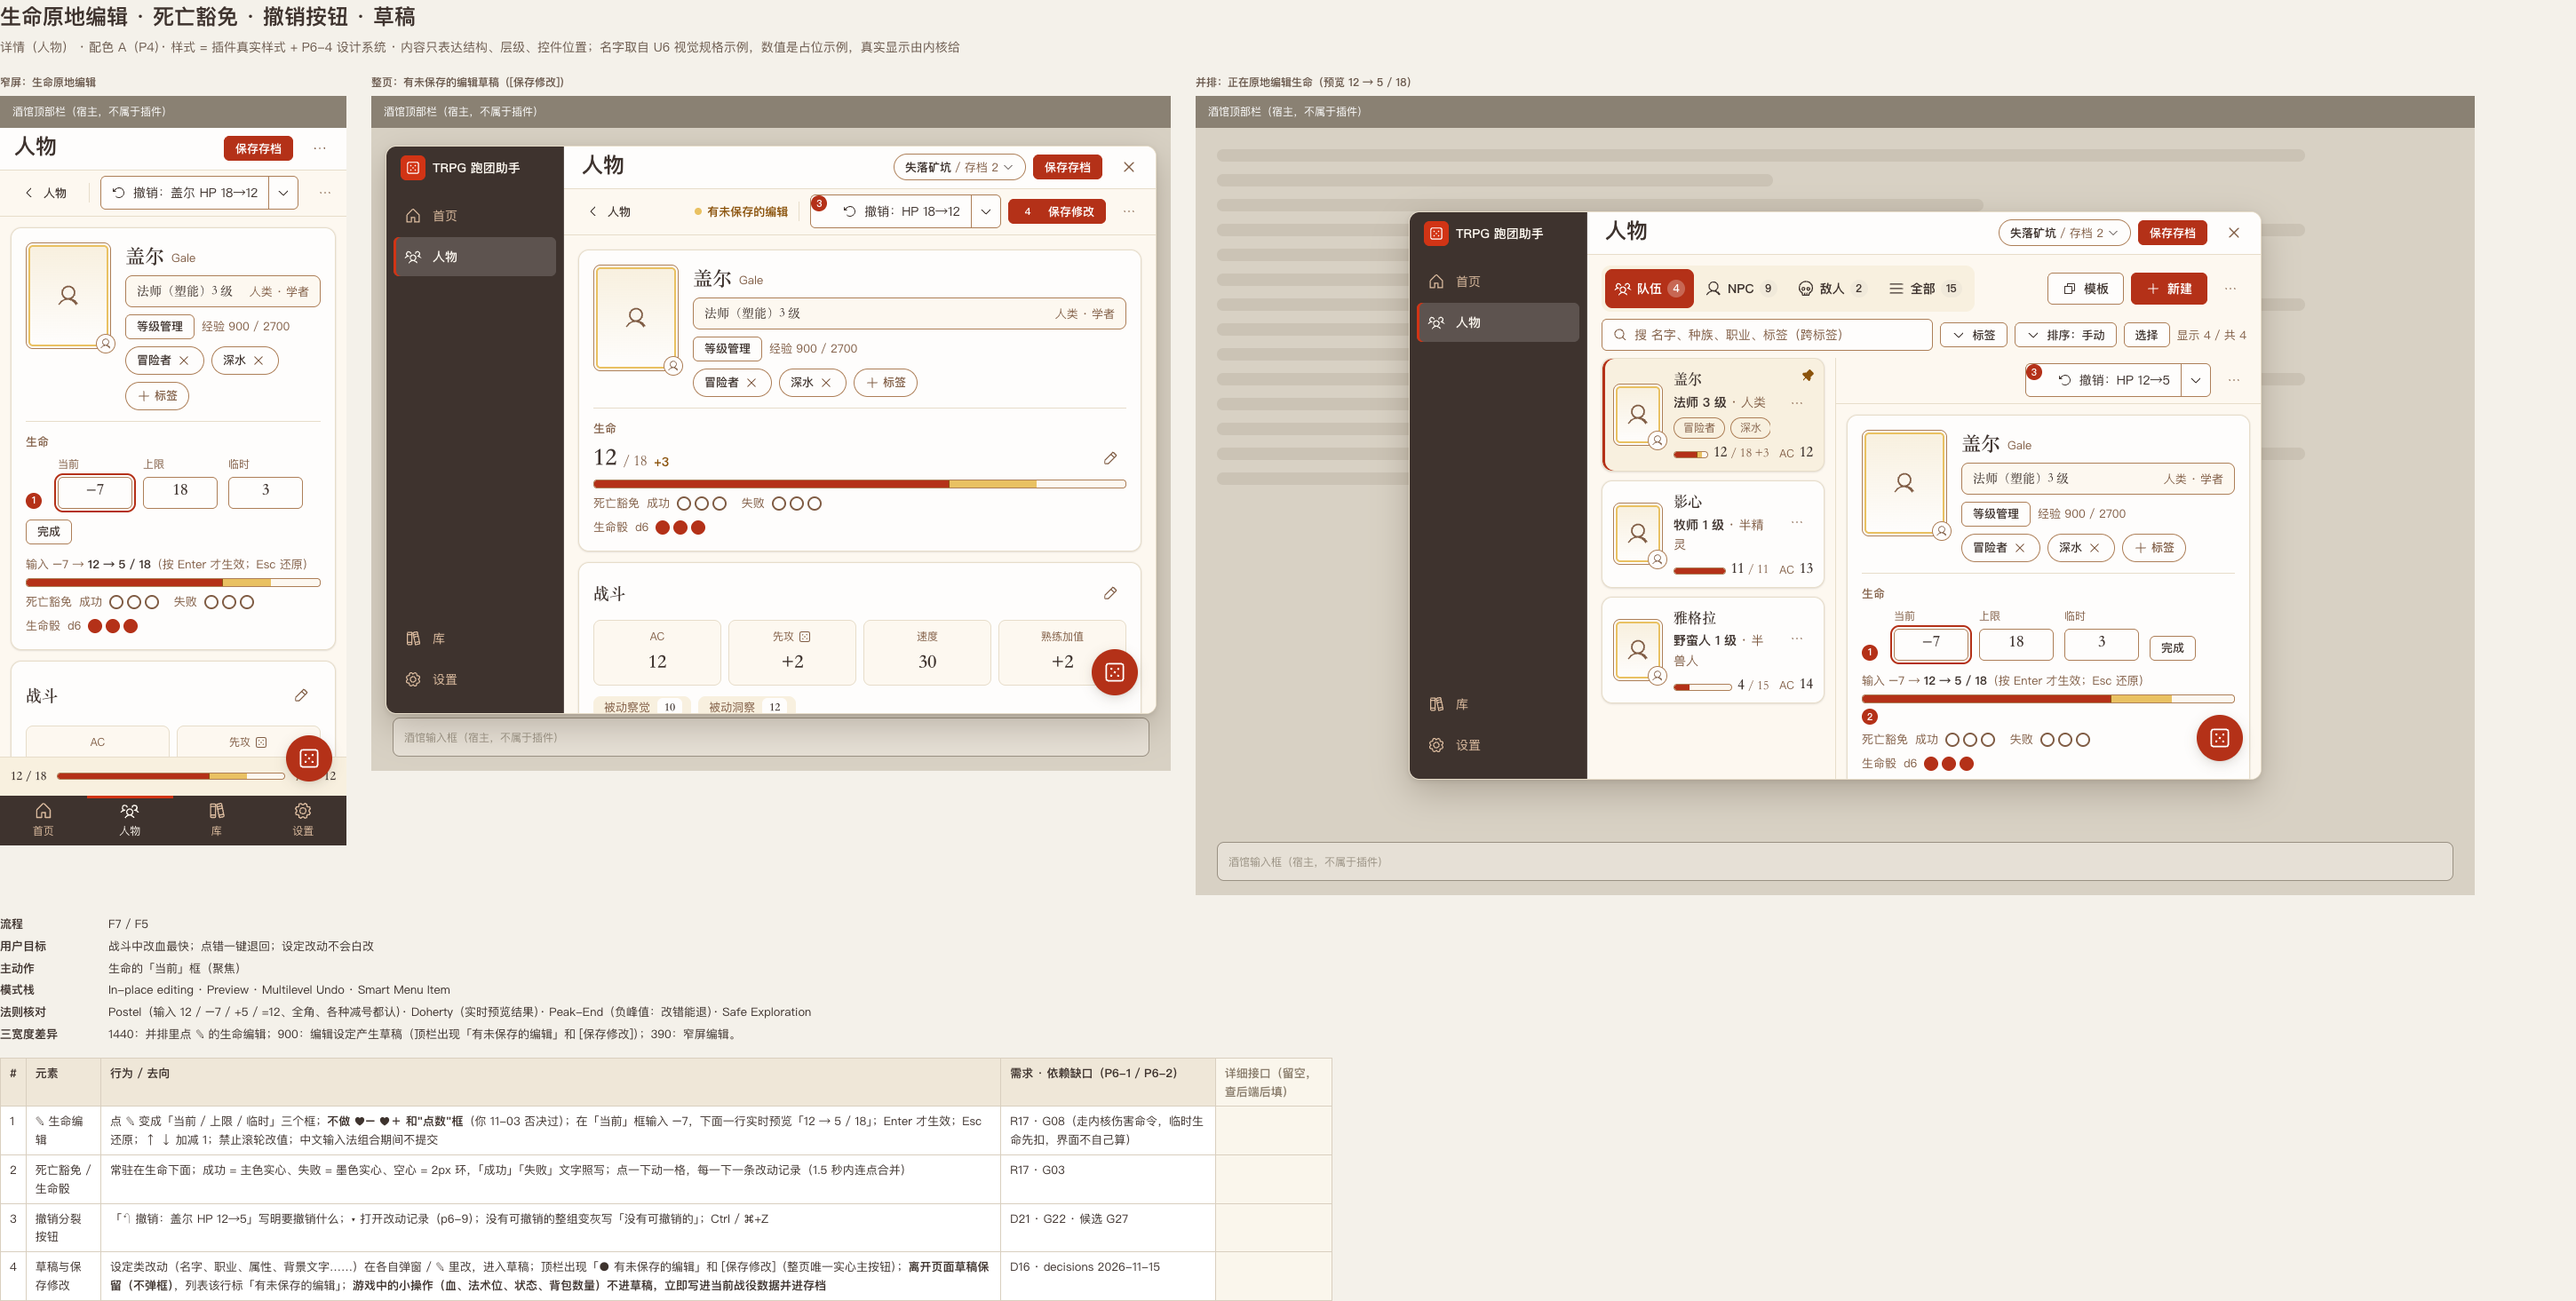 生命原地编辑 · 死亡豁免 · 撤销按钮 · 草稿
详情（人物） · 配色 A（P4）· 样式 = 插件真实样式 + P6-4 设计系统 · 内容只表达结构、层级、控件位置；名字取自 U6 视觉规格示例，数值是占位示例，真实显示由内核给
窄屏：生命原地编辑
酒馆顶部栏（宿主，不属于插件）
人物
保存存档
···
人物
撤销：盖尔 HP 18→12
···
盖尔 Gale
法师（塑能）3 级 人类 · 学者
等级管理 经验 900 / 2700
冒险者 × 深水 ×
+ 标签
生命
当前 上限 临时
1 −7 18 3
完成
输入 −7 → 12 → 5 / 18（按 Enter 才生效；Esc 还原）
死亡豁免 成功 失败
生命骰 d6
战斗
AC 先攻
12 / 18 12
首页 人物 库 设置
整页：有未保存的编辑草稿（[保存修改]）
酒馆顶部栏（宿主，不属于插件）
TRPG 跑团助手
首页
人物
库
设置
人物
失落矿坑 / 存档 2
保存存档
人物
有未保存的编辑
3 撤销：HP 18→12
4 保存修改
···
盖尔 Gale
法师（塑能）3 级 人类 · 学者
等级管理 经验 900 / 2700
冒险者 × 深水 × + 标签
生命
12 / 18 +3
死亡豁免 成功 失败
生命骰 d6
战斗
AC 先攻 速度 熟练加值
12 +2 30 +2
被动察觉 10 被动洞察 12
酒馆输入框（宿主，不属于插件）
并排：正在原地编辑生命（预览 12 → 5 / 18）
酒馆顶部栏（宿主，不属于插件）
TRPG 跑团助手
首页
人物
库
设置
人物
失落矿坑 / 存档 2
保存存档
队伍 4 NPC 9 敌人 2 全部 15
模板 + 新建 ···
搜 名字、种族、职业、标签（跨标签）
标签 排序：手动 选择 显示 4 / 共 4
盖尔
法师 3 级 · 人类 ···
冒险者 深水
12 / 18 +3 AC 12
影心
牧师 1 级 · 半精灵 ···
11 / 11 AC 13
雅格拉
野蛮人 1 级 · 半兽人 ···
4 / 15 AC 14
3 撤销：HP 12→5 ···
盖尔 Gale
法师（塑能）3 级 人类 · 学者
等级管理 经验 900 / 2700
冒险者 × 深水 × + 标签
生命
当前 上限 临时
1 −7 18 3 完成
输入 −7 → 12 → 5 / 18（按 Enter 才生效；Esc 还原）
2
死亡豁免 成功 失败
生命骰 d6
酒馆输入框（宿主，不属于插件）
流程 F7 / F5
用户目标 战斗中改血最快；点错一键退回；设定改动不会白改
主动作 生命的「当前」框（聚焦）
模式栈 In-place editing · Preview · Multilevel Undo · Smart Menu Item
法则核对 Postel（输入 12 / −7 / +5 / =12、全角、各种减号都认）· Doherty（实时预览结果）· Peak-End（负峰值：改错能退）· Safe Exploration
三宽度差异 1440：并排里点 ✎ 的生命编辑；900：编辑设定产生草稿（顶栏出现「有未保存的编辑」和 [保存修改]）；390：窄屏编辑。
# 元素 行为 / 去向 需求 · 依赖缺口（P6-1 / P6-2） 详细接口（留空，查后端后填）
1 ✎ 生命编辑 点 ✎ 变成「当前 / 上限 / 临时」三个框；不做 ♥− ♥+ 和"点数"框（你 11-03 否决过）；在「当前」框输入 −7，下面一行实时预览「12 → 5 / 18」；Enter 才生效；Esc
还原；↑ ↓ 加减 1；禁止滚轮改值；中文输入法组合期间不提交
R17 · G08（走内核伤害命令，临时生命先扣，界面不自己算）
2 死亡豁免 / 生命骰 常驻在生命下面；成功 = 主色实心、失败 = 墨色实心、空心 = 2px 环，「成功」「失败」文字照写；点一下动一格，每一下一条改动记录（1.5 秒内连点合并） R17 · G03
3 撤销分裂按钮 「↶ 撤销：盖尔 HP 12→5」写明要撤销什么；▾ 打开改动记录（p6-9）；没有可撤销的整组变灰写「没有可撤销的」；Ctrl / ⌘+Z D21 · G22 · 候选 G27
4 草稿与保存修改 设定类改动（名字、职业、属性、背景文字……）在各自弹窗 / ✎ 里改，进入草稿；顶栏出现「● 有未保存的编辑」和 [保存修改]（整页唯一实心主按钮）；离开页面草稿保
留（不弹框），列表该行标「有未保存的编辑」；游戏中的小操作（血、法术位、状态、背包数量）不进草稿，立即写进当前战役数据并进存档
D16 · decisions 2026-11-15